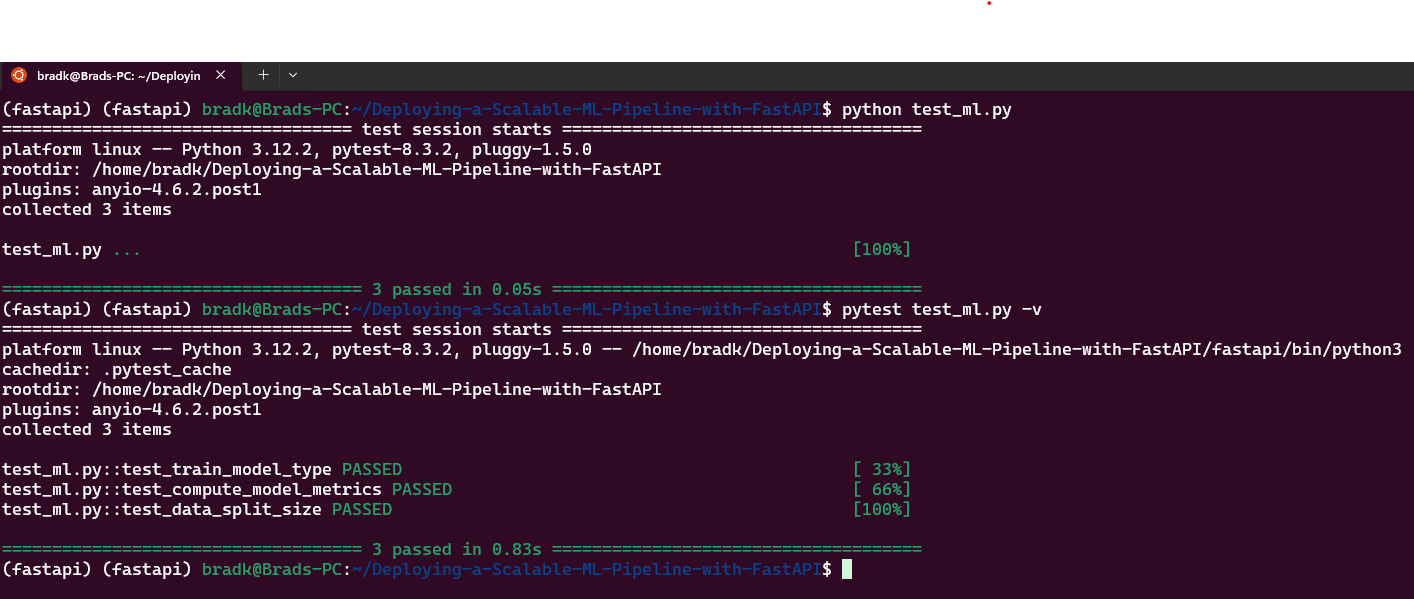 bradk@Brads-PC: ~/Deployin
(fastapi) (fastapi) bradk@Brads-PC:~/Deploying-a-Scalable-ML-Pipeline-with-FastAPI$ python test_ml.py
=================================== test session starts ====================================
platform linux -- Python 3.12.2, pytest-8.3.2, pluggy-1.5.0
rootdir: /home/bradk/Deploying-a-Scalable-ML-Pipeline-with-FastAPI
plugins: anyio-4.6.2.post1
collected 3 items
test_ml.py ... [100%]
==================================== 3 passed in 0.05s =====================================
(fastapi) (fastapi) bradk@Brads-PC:~/Deploying-a-Scalable-ML-Pipeline-with-FastAPI$ pytest test_ml.py -v
=================================== test session starts ====================================
platform linux -- Python 3.12.2, pytest-8.3.2, pluggy-1.5.0 -- /home/bradk/Deploying-a-Scalable-ML-Pipeline-with-FastAPI/fastapi/bin/python3
cachedir: .pytest_cache
rootdir: /home/bradk/Deploying-a-Scalable-ML-Pipeline-with-FastAPI
plugins: anyio-4.6.2.post1
collected 3 items
test_ml.py::test_train_model_type PASSED [ 33%]
test_ml.py::test_compute_model_metrics PASSED [ 66%]
test_ml.py::test_data_split_size PASSED [100%]
==================================== 3 passed in 0.83s =====================================
(fastapi) (fastapi) bradk@Brads-PC:~/Deploying-a-Scalable-ML-Pipeline-with-FastAPI$